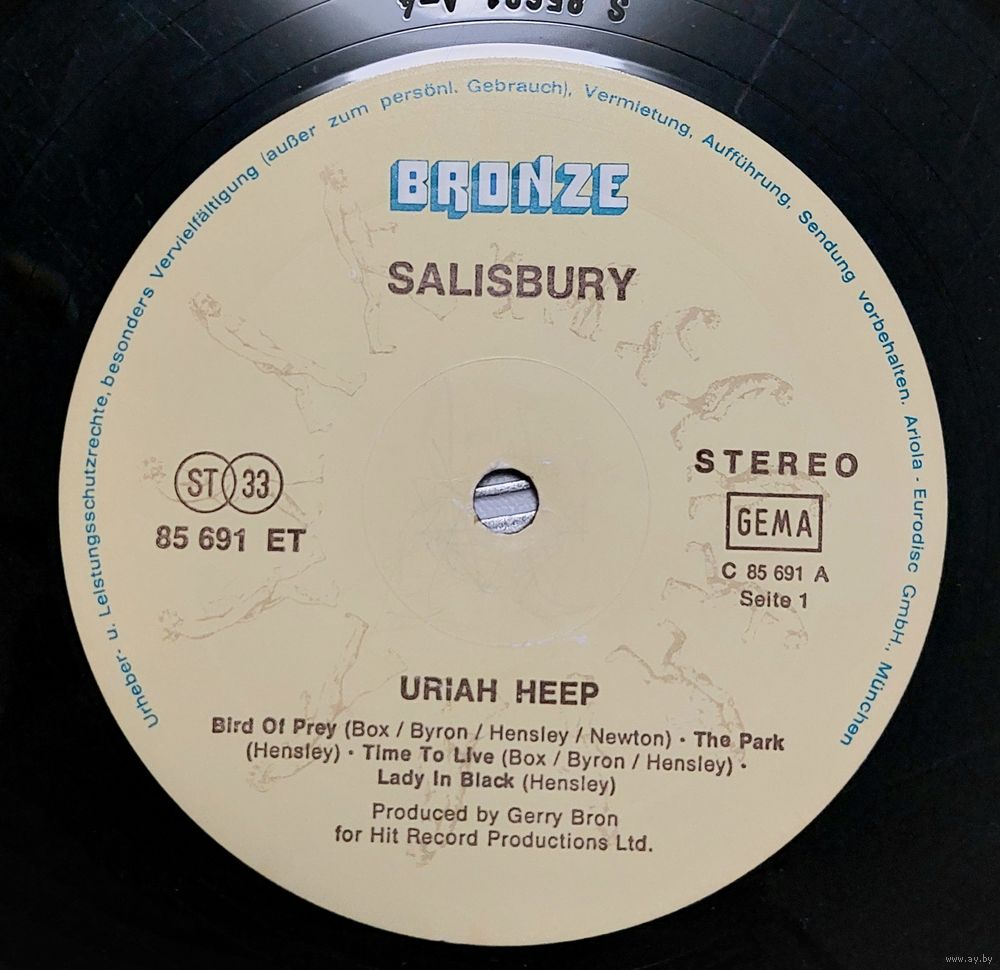 Urheber- u. Leistungsschutzrechte, besonders Vervielfältigung (außer zum persönl. Gebrauch), Vermietung, Aufführung, Sendung vorbehalten. Ariola - Eurodisc GmbH., München
BRONZE
SALISBURY
ST 33
85 691 ET
STEREO
GEMA
C 85 691 A
Seite 1
URIAH HEEP
Bird Of Prey (Box / Byron / Hensley / Newton) · The Park
(Hensley) · Time To Live (Box / Byron / Hensley) ·
Lady In Black (Hensley)
Produced by Gerry Bron
for Hit Record Productions Ltd.
www.ay.by